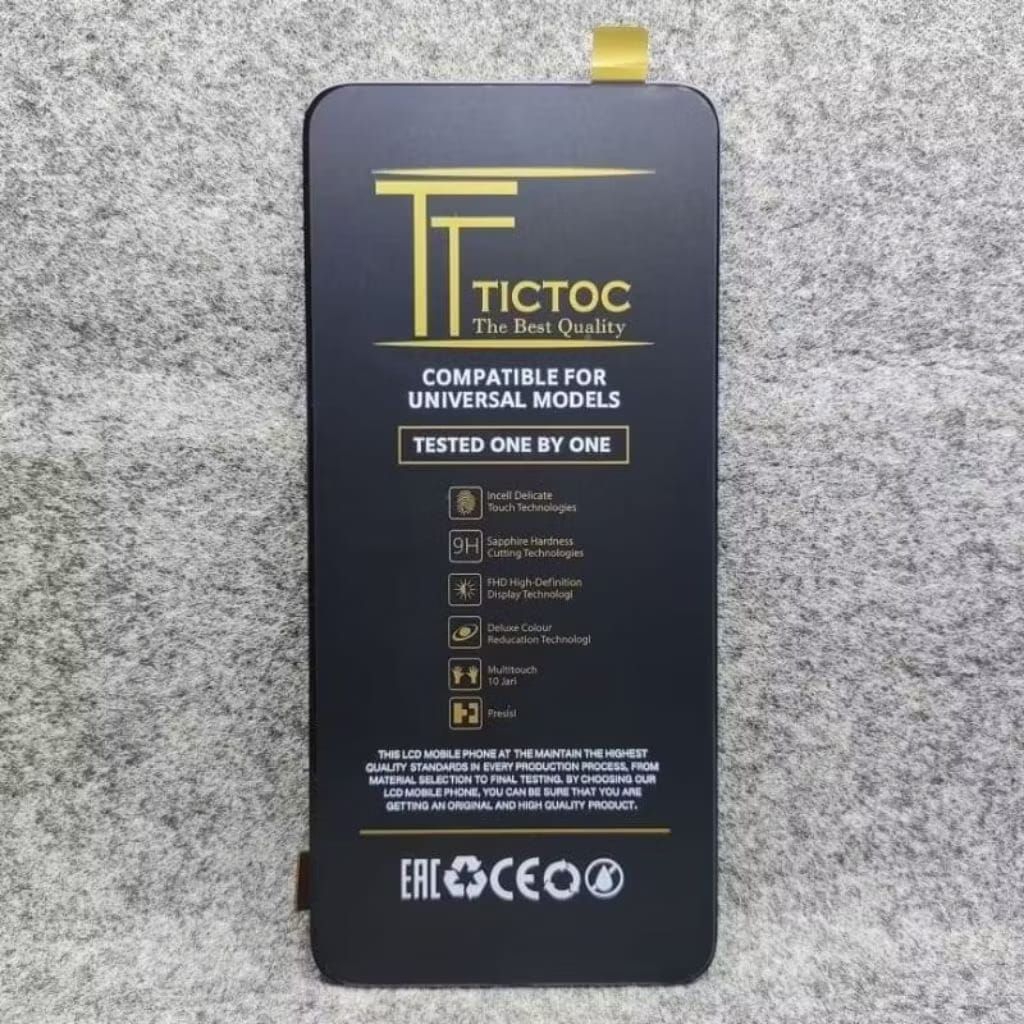 TT
TICTOC
The Best Quality
COMPATIBLE FOR
UNIVERSAL MODELS
TESTED ONE BY ONE
Incell Delicate
Touch Technologies
9H
Sapphire Hardness
Cutting Technologies
FHD High-Definition
Display Technologi
Deluxe Colour
Reducation Technologi
Multitouch
10 Jari
Presisi
THIS LCD MOBILE PHONE AT THE MAINTAIN THE HIGHEST
QUALITY STANDARDS IN EVERY PRODUCTION PROCESS, FROM
MATERIAL SELECTION TO FINAL TESTING. BY CHOOSING OUR
LCD MOBILE PHONE, YOU CAN BE SURE THAT YOU ARE
GETTING AN ORIGINAL AND HIGH QUALITY PRODUCT.
EAC CE